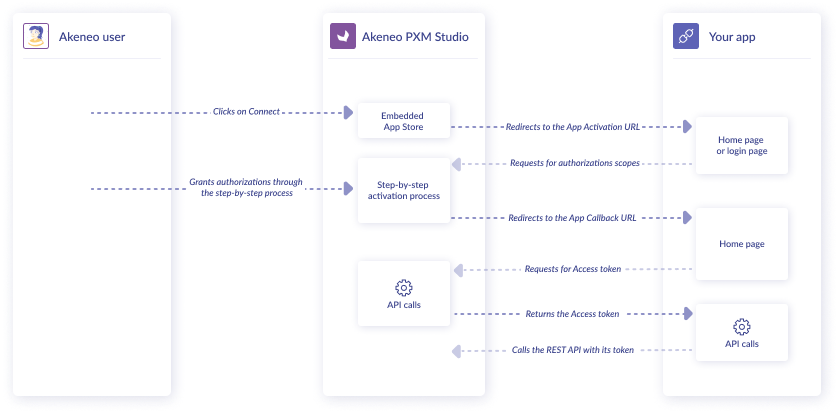 Akeneo user
Akeneo PXM Studio
Your app
Clicks on Connect
Embedded
App Store
Redirects to the App Activation URL
Home page
or login page
Requests for authorizations scopes
Grants authorizations through
the step-by-step process
Step-by-step
activation process
Redirects to the App Callback URL
Home page
Requests for Access token
API calls
Returns the Access token
API calls
Calls the REST API with its token